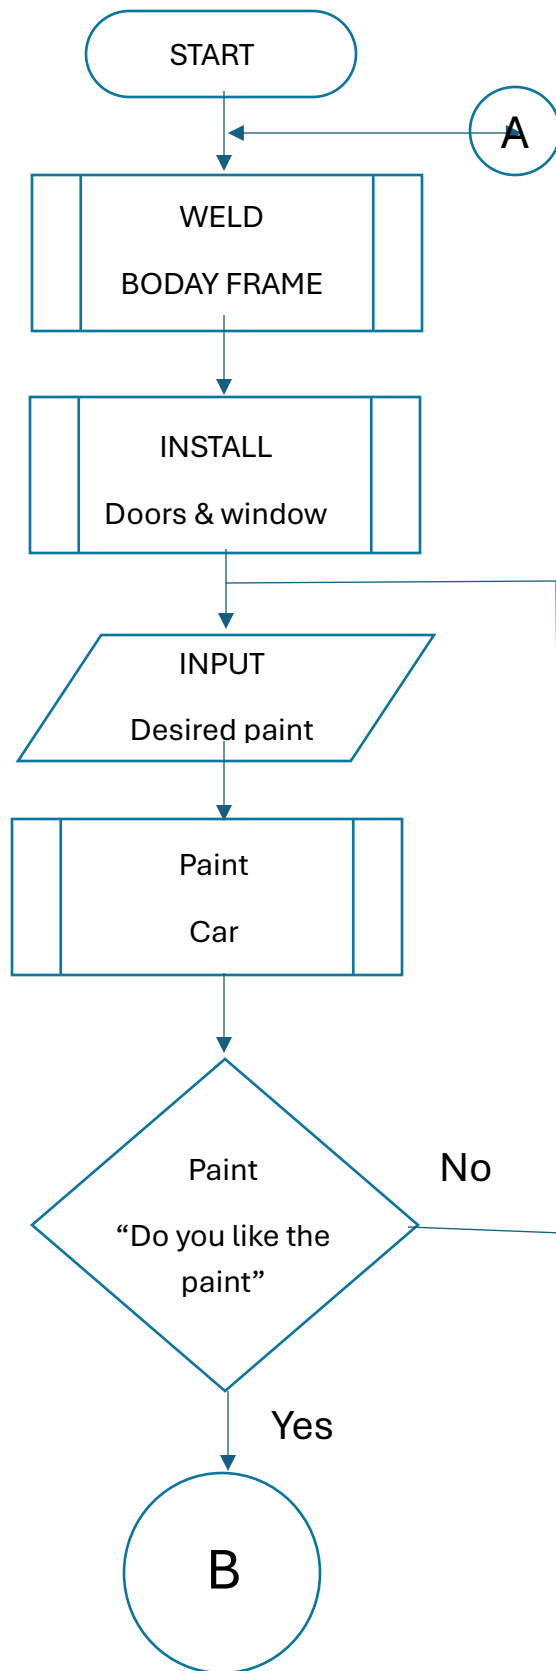 START
A
WELD
BODAY FRAME
INSTALL
Doors & window
INPUT
Desired paint
Paint
Car
Paint
“Do you like the
paint”
No
Yes
B